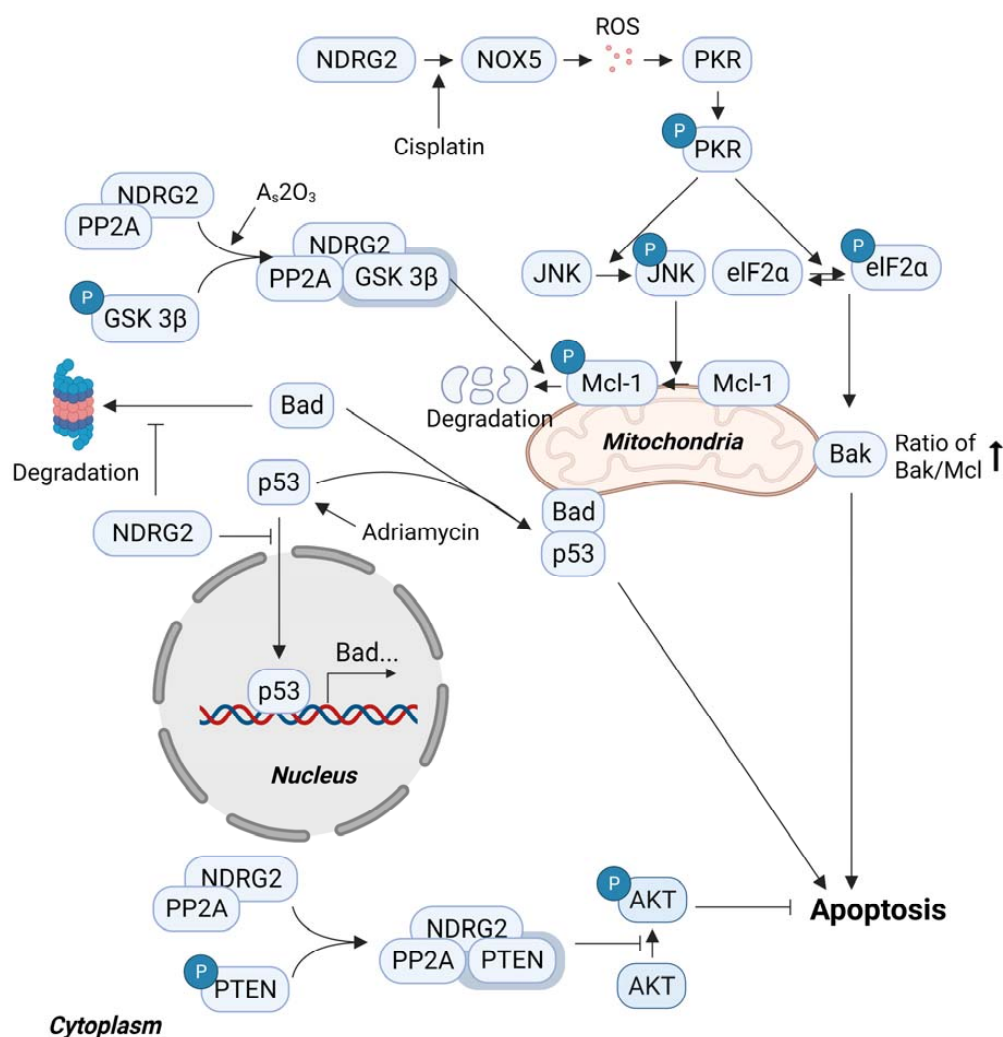 ROS
NDRG2
NOX5
PKR
Cisplatin
P
PKR
NDRG2
PP2A
As2O₃
NDRG2
PP2A
GSK 3β
P
GSK 3β
JNK
P
JNK
eIF2α
P
eIF2α
P
Mcl-1
Mcl-1
Degradation
Mitochondria
Bak
Ratio of
Bak/Mcl
Bad
Degradation
p53
Adriamycin
NDRG2
Bad
p53
Bad...
p53
Nucleus
NDRG2
PP2A
P
PTEN
NDRG2
PP2A
PTEN
P
AKT
AKT
Apoptosis
Cytoplasm